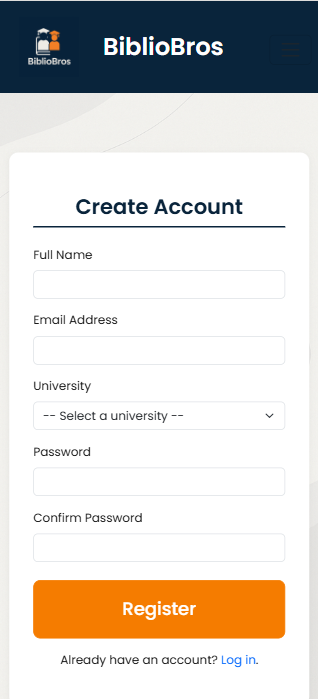 BiblioBros
BiblioBros
Create Account
Full Name
Email Address
University
-- Select a university --
Password
Confirm Password
Register
Already have an account? Log in.